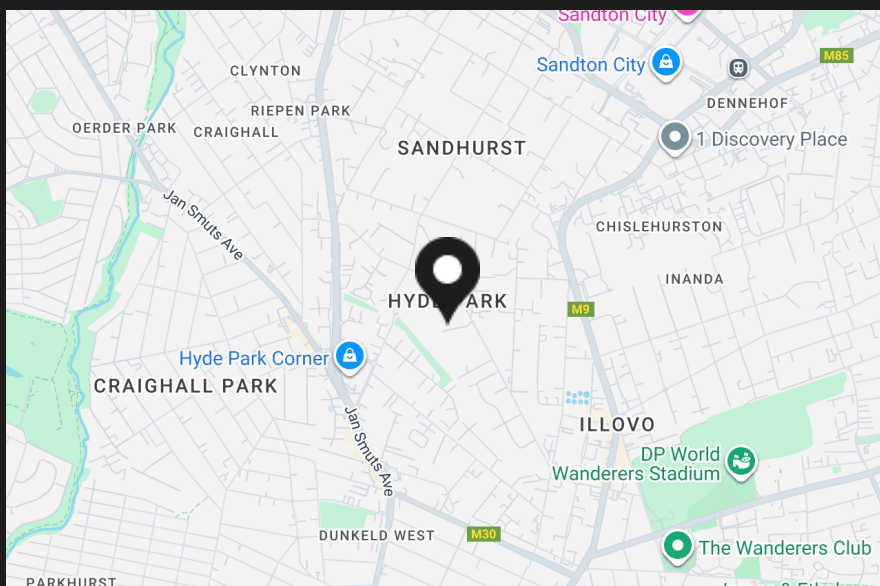 Sandton City
Sandton City
M85
CLYNTON
DENNEHOF
RIEPEN PARK
OERDER PARK
CRAIGHALL
1 Discovery Place
SANDHURST
Jan Smuts Ave
CHISLEHURSTON
INANDA
HYDE PARK
M9
Hyde Park Corner
CRAIGHALL PARK
Jan Smuts Ave
ILLOVO
DP World
Wanderers Stadium
DUNKELD WEST
M30
The Wanderers Club
PARKHURST